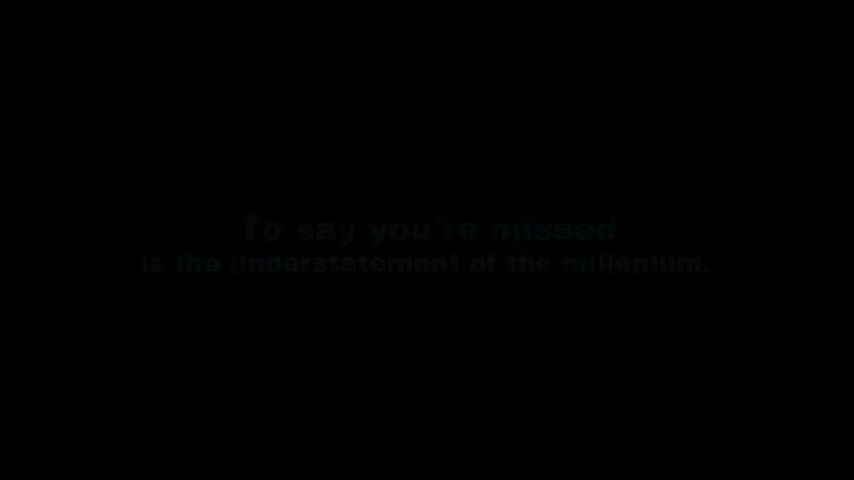 To say you're missed
is the understatement of the millenium.